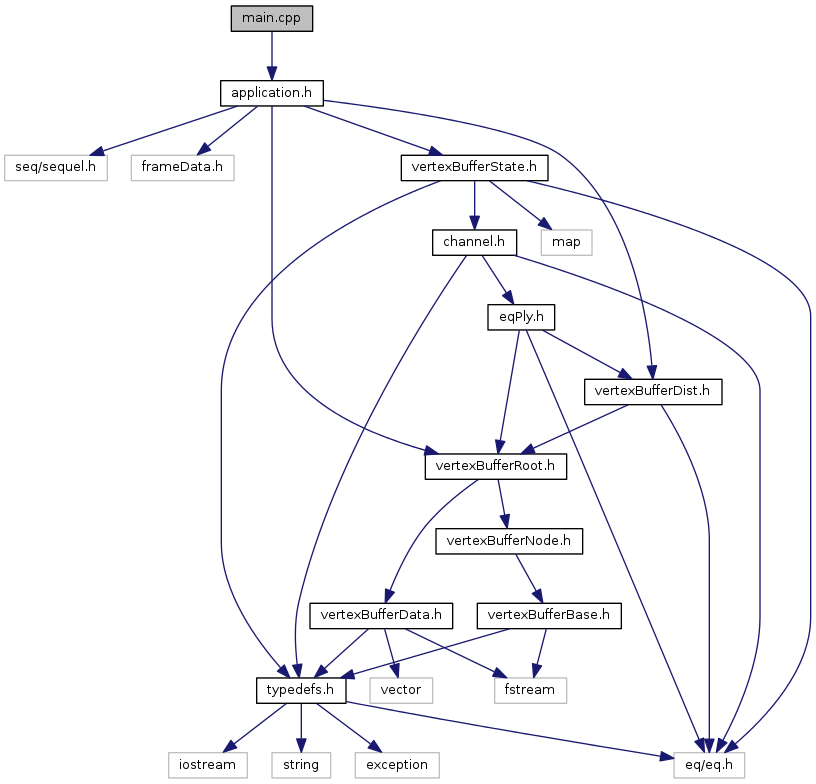 main.cpp
application.h
seq/sequel.h
frameData.h
vertexBufferState.h
channel.h
map
eqPly.h
vertexBufferDist.h
vertexBufferRoot.h
vertexBufferNode.h
vertexBufferData.h
vertexBufferBase.h
typedefs.h
vector
fstream
iostream
string
exception
eq/eq.h